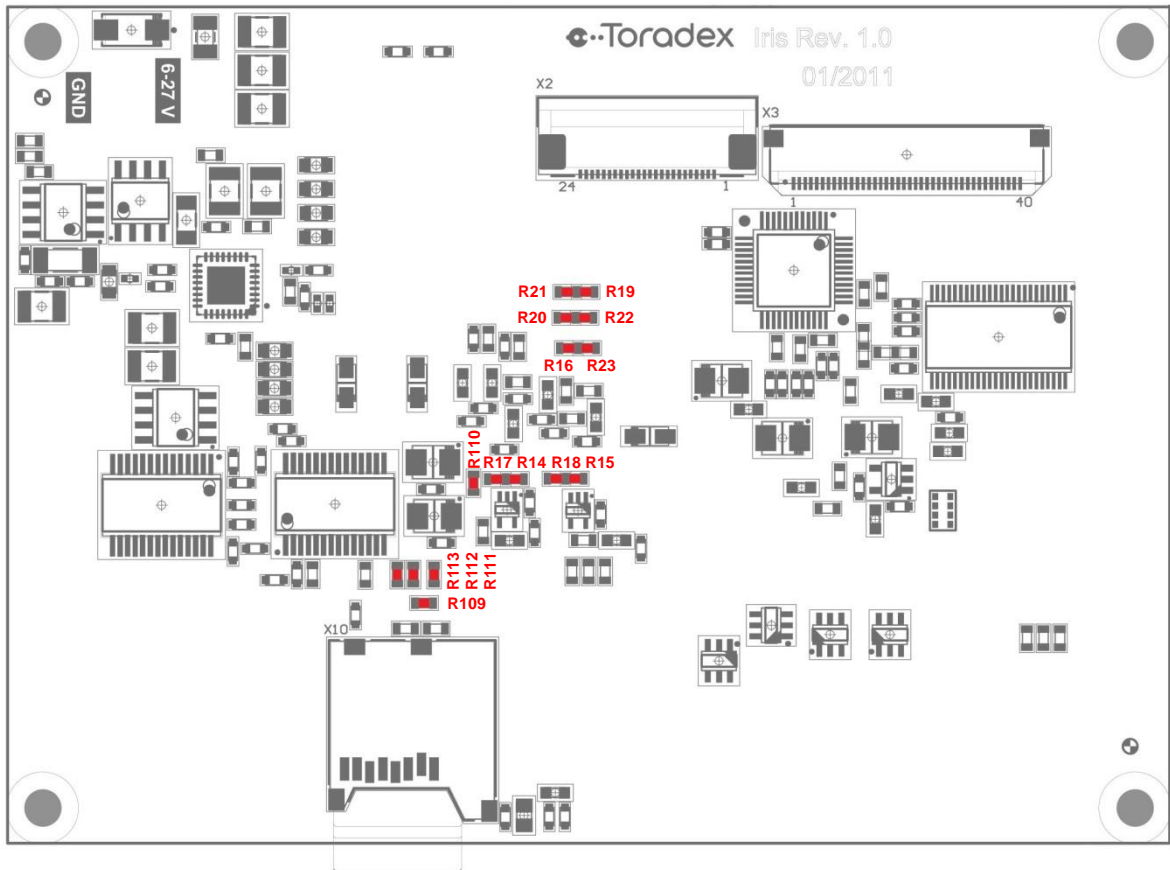 Toradex Iris Rev. 1.0
01/2011
GND
6-27 V
X2
X3
24 1
1 40
R21 R19
R20 R22
R16 R23
R110
R17 R14 R18 R15
R113
R112
R111
R109
X10